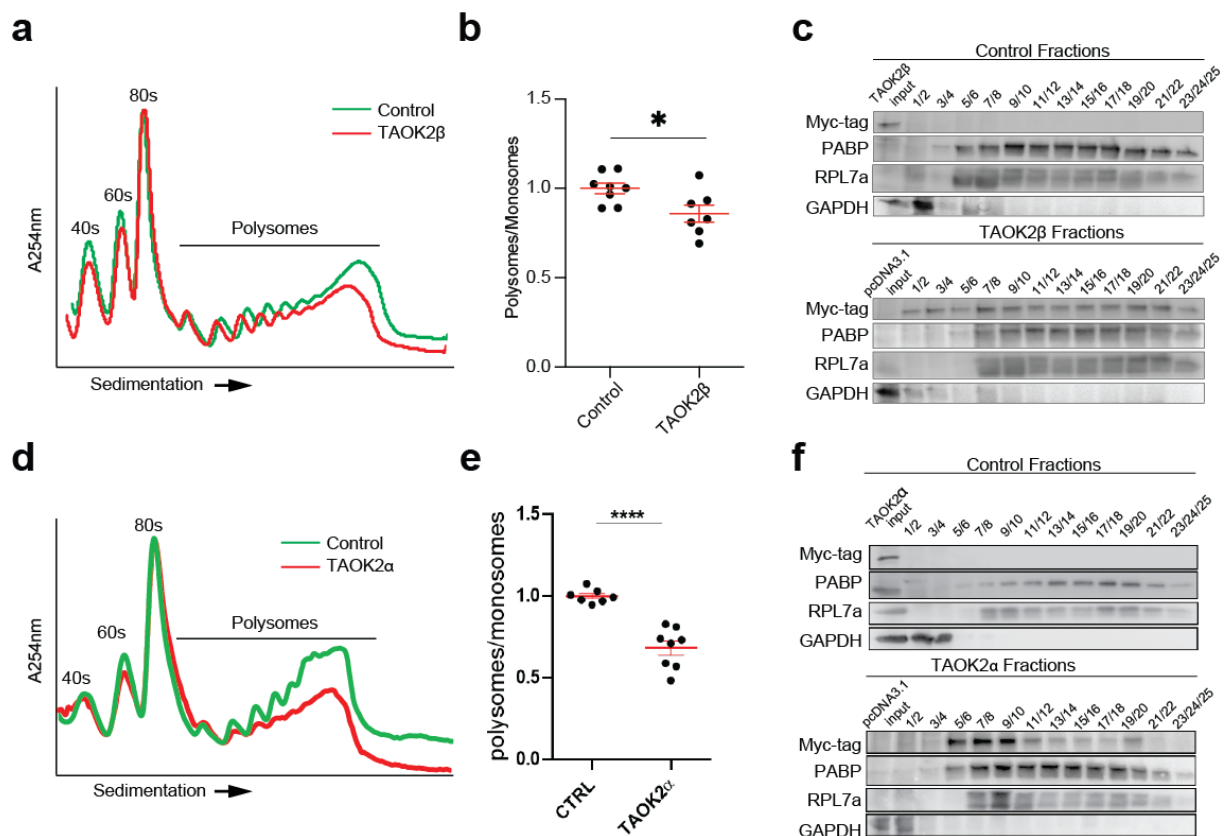 a
A254nm
40s
60s
80s
Control
TAOK2β
Polysomes
Sedimentation
b
Polysomes/Monosomes
1.5
1.0
0.5
0.0
*
Control
TAOK2β
c
Control Fractions
TAOK2β input 1/2 3/4 5/6 7/8 9/10 11/12 13/14 15/16 17/18 19/20 21/22 23/24/25
Myc-tag
PABP
RPL7a
GAPDH
TAOK2β Fractions
pcDNA3.1 input 1/2 3/4 5/6 7/8 9/10 11/12 13/14 15/16 17/18 19/20 21/22 23/24/25
Myc-tag
PABP
RPL7a
GAPDH
d
A254nm
40s
60s
80s
Control
TAOK2α
Polysomes
Sedimentation
e
polysomes/monosomes
1.5
1.0
0.5
0.0
****
CTRL
TAOK2α
f
Control Fractions
TAOK2α input 1/2 3/4 5/6 7/8 9/10 11/12 13/14 15/16 17/18 19/20 21/22 23/24/25
Myc-tag
PABP
RPL7a
GAPDH
TAOK2α Fractions
pcDNA3.1 input 1/2 3/4 5/6 7/8 9/10 11/12 13/14 15/16 17/18 19/20 21/22 23/24/25
Myc-tag
PABP
RPL7a
GAPDH